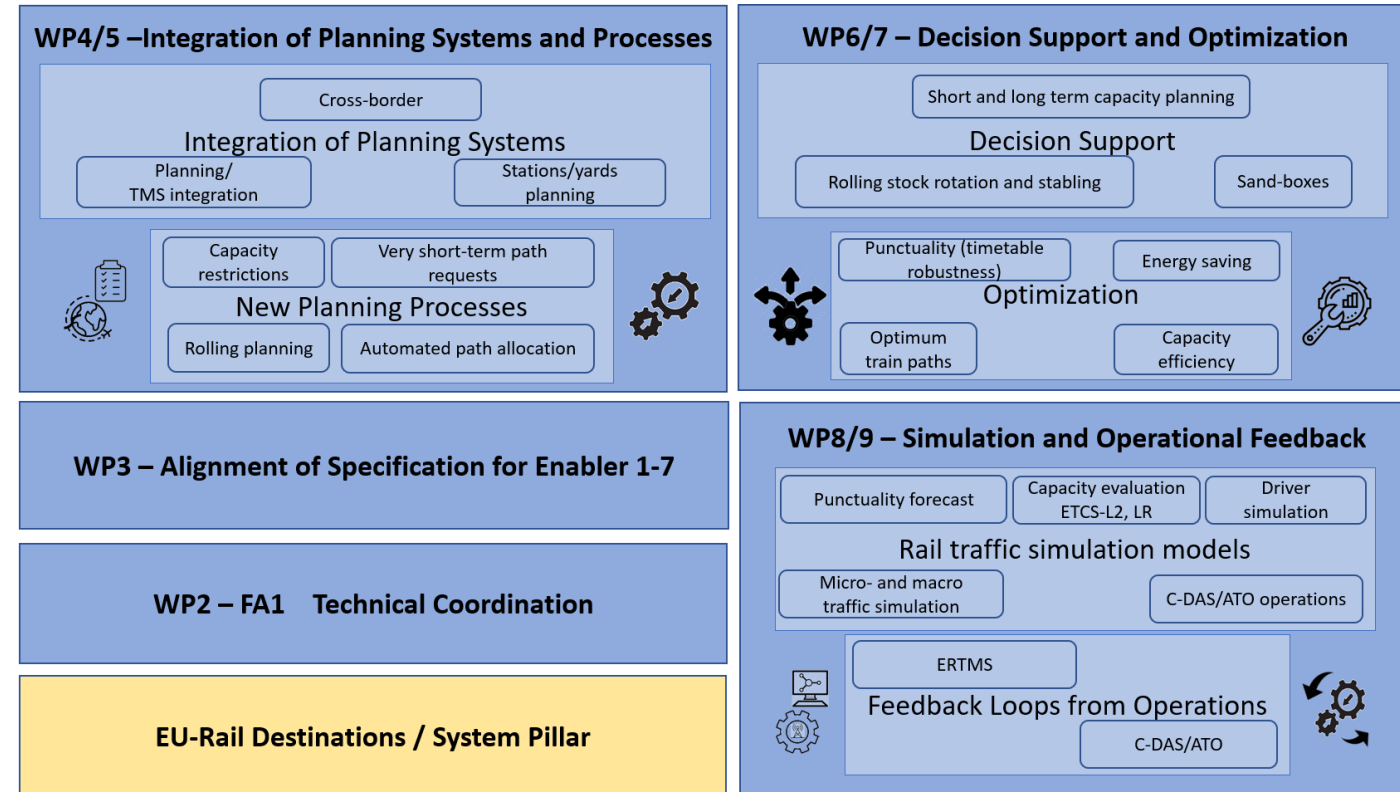 WP4/5 –Integration of Planning Systems and Processes
Cross-border
Integration of Planning Systems
Planning/
TMS integration
Stations/yards
planning
Capacity
restrictions
Very short-term path
requests
New Planning Processes
Rolling planning
Automated path allocation
WP6/7 – Decision Support and Optimization
Short and long term capacity planning
Decision Support
Rolling stock rotation and stabling
Sand-boxes
Punctuality (timetable
robustness)
Energy saving
Optimization
Optimum
train paths
Capacity
efficiency
WP3 – Alignment of Specification for Enabler 1-7
WP2 – FA1 Technical Coordination
EU-Rail Destinations / System Pillar
WP8/9 – Simulation and Operational Feedback
Punctuality forecast
Capacity evaluation
ETCS-L2, LR
Driver
simulation
Rail traffic simulation models
Micro- and macro
traffic simulation
C-DAS/ATO operations
ERTMS
Feedback Loops from Operations
C-DAS/ATO